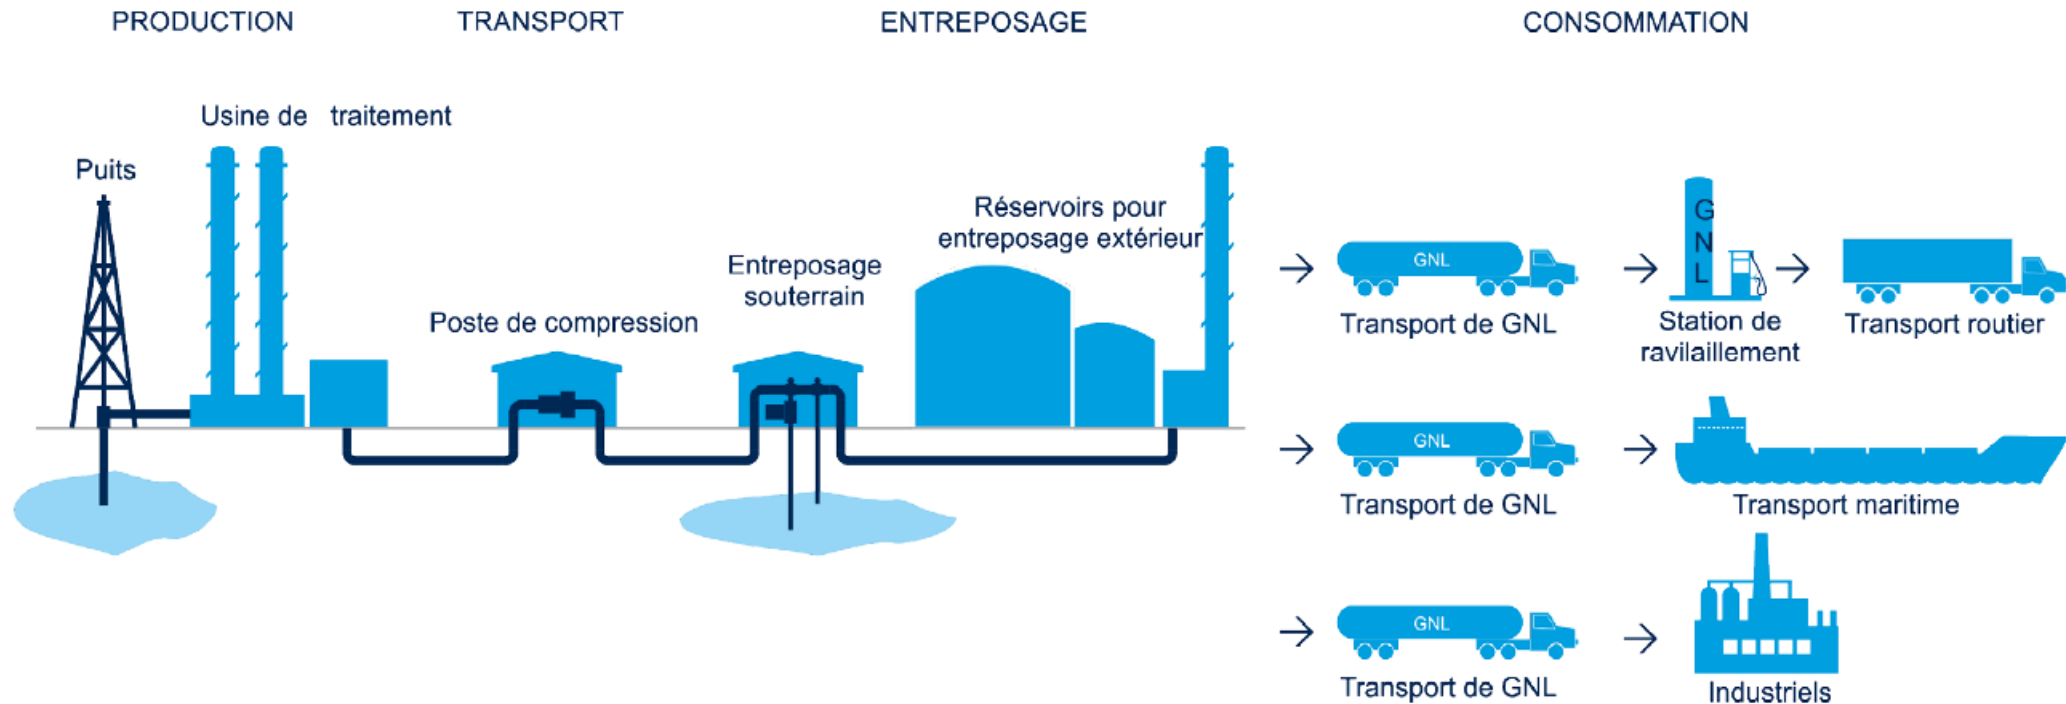 PRODUCTION
TRANSPORT
ENTREPOSAGE
CONSOMMATION
Usine de traitement
Puits
Poste de compression
Entreposage
souterrain
Réservoirs pour
entreposage extérieur
GNL
Transport de GNL
G
N
L
Station de
ravilaillement
Transport routier
GNL
Transport de GNL
Transport maritime
GNL
Transport de GNL
Industriels